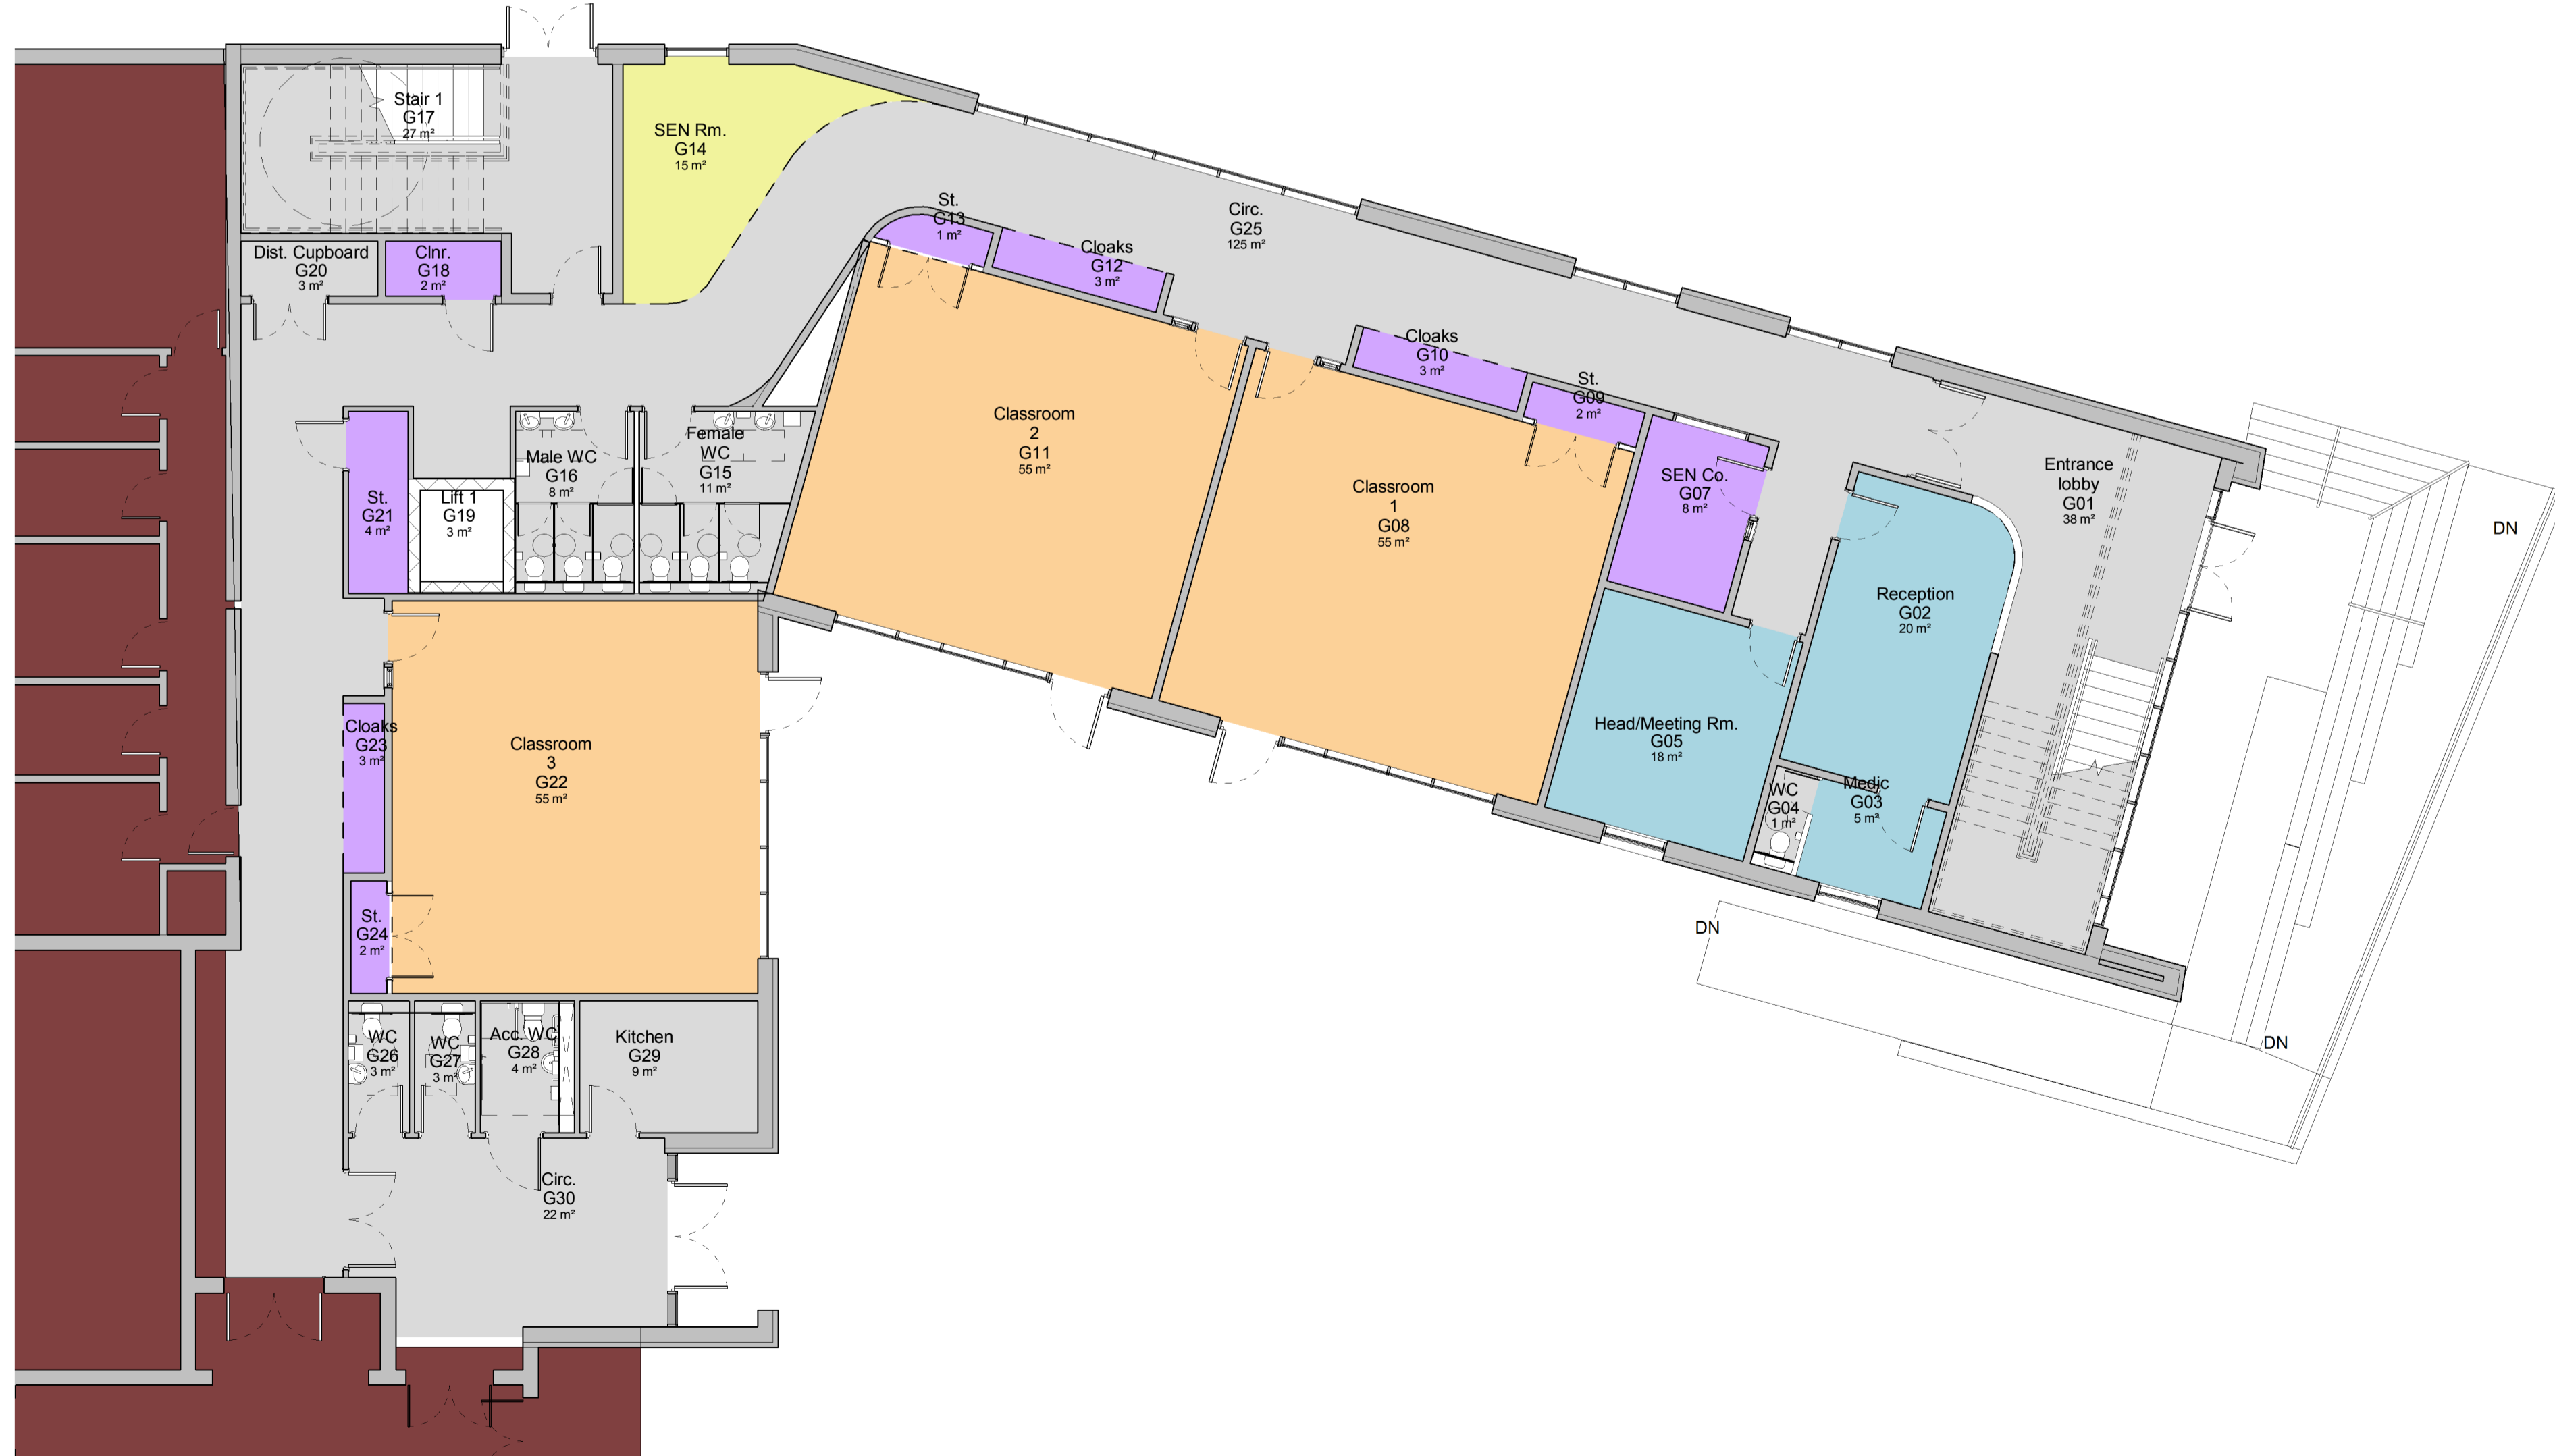 Stair 1
G17
27 m²
SEN Rm.
G14
15 m²
St.
G13
1 m²
Cloaks
G12
3 m²
Circ.
G25
125 m²
Dist. Cupboard
G20
3 m²
Clnr.
G18
2 m²
Cloaks
G10
3 m²
St.
G09
2 m²
Classroom
2
G11
55 m²
Classroom
1
G08
55 m²
SEN Co.
G07
8 m²
Entrance
lobby
G01
38 m²
DN
Female
WC
G15
11 m²
Male WC
G16
8 m²
St.
G21
4 m²
Lift 1
G19
3 m²
Reception
G02
20 m²
Head/Meeting Rm.
G05
18 m²
Cloaks
G23
3 m²
Classroom
3
G22
55 m²
WC
G04
1 m²
Medic
G03
5 m²
St.
G24
2 m²
DN
WC
G26
3 m²
WC
G27
3 m²
Acc. WC
G28
4 m²
Kitchen
G29
9 m²
DN
Circ.
G30
22 m²